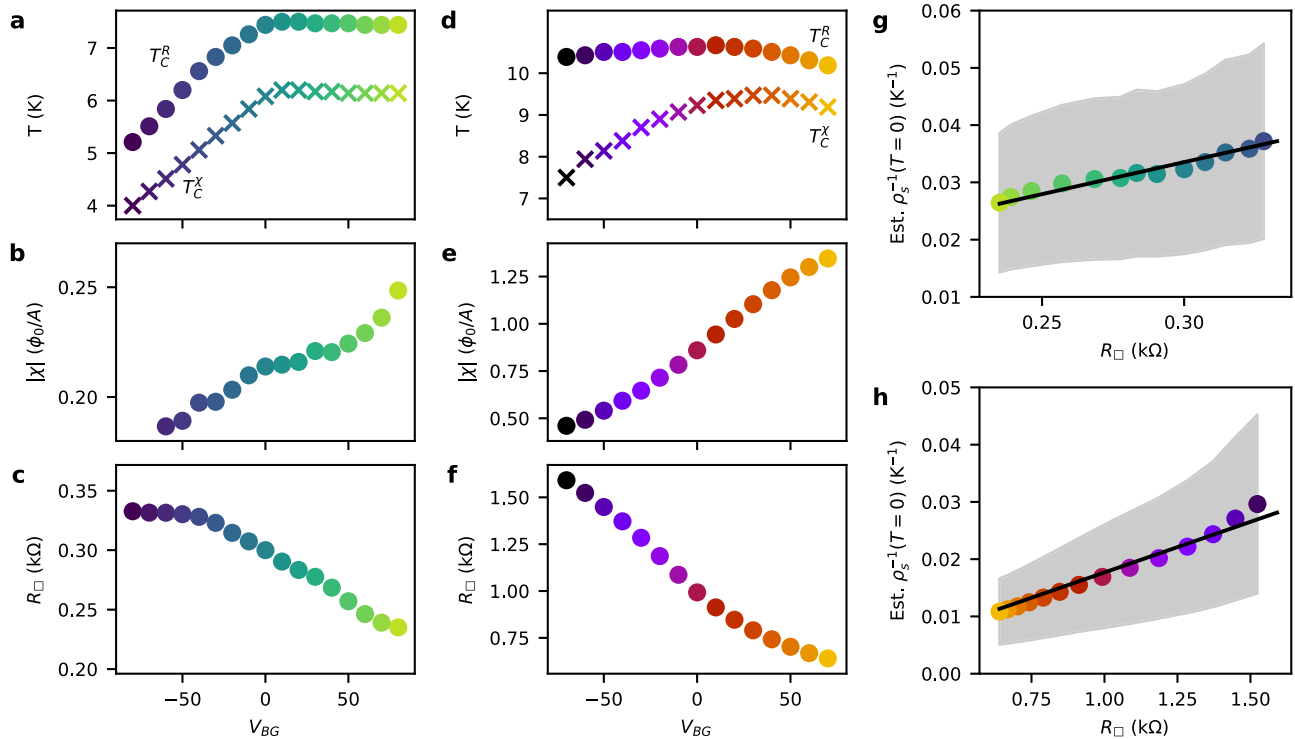 a
T (K)
7
6
5
4
T_C^R
T_C^χ
b
|χ| (ϕ₀/A)
0.25
0.20
c
R□ (kΩ)
0.35
0.30
0.25
0.20
−50
0
50
V_BG
d
T (K)
10
9
8
7
T_C^R
T_C^χ
e
|χ| (ϕ₀/A)
1.25
1.00
0.75
0.50
f
R□ (kΩ)
1.50
1.25
1.00
0.75
−50
0
50
V_BG
g
Est. ρ_s⁻¹(T = 0) (K⁻¹)
0.06
0.05
0.04
0.03
0.02
0.01
0.25
0.30
R□ (kΩ)
h
Est. ρ_s⁻¹(T = 0) (K⁻¹)
0.05
0.04
0.03
0.02
0.01
0.00
0.75
1.00
1.25
1.50
R□ (kΩ)